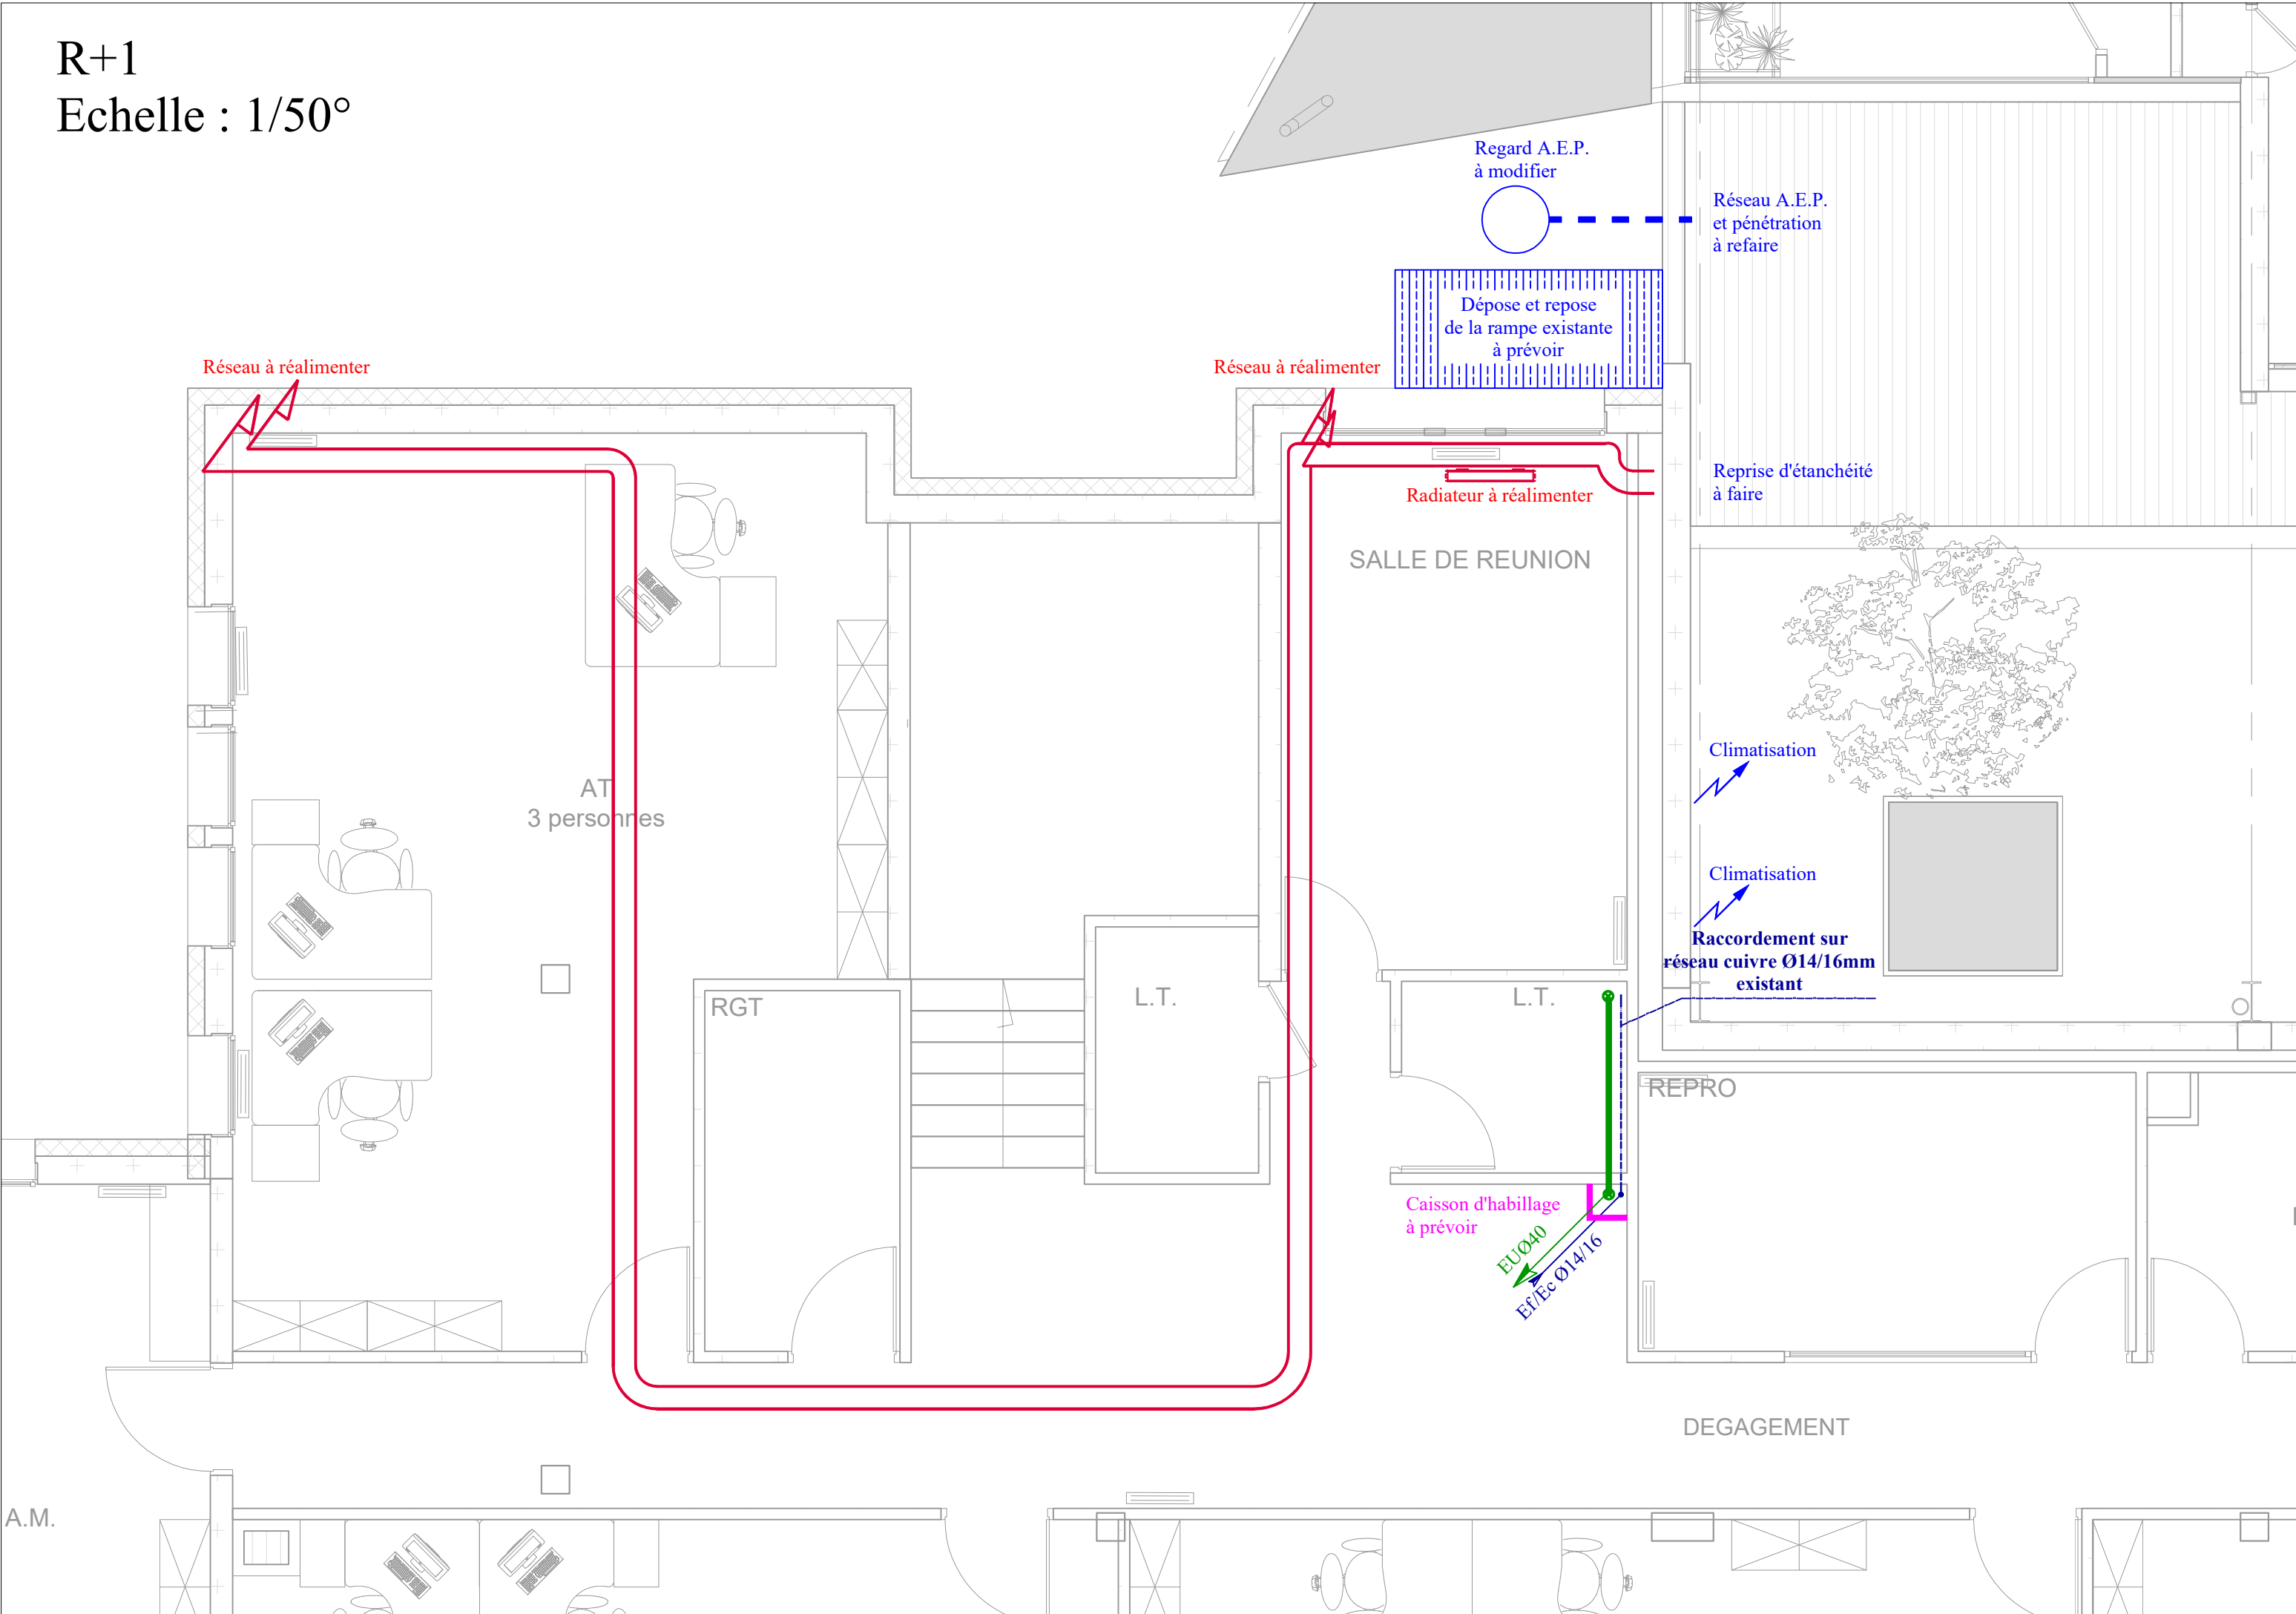 R+1
Echelle : 1/50°
Regard A.E.P.
à modifier
Réseau A.E.P.
et pénétration
à refaire
Dépose et repose
de la rampe existante
à prévoir
Réseau à réalimenter
Réseau à réalimenter
Radiateur à réalimenter
Reprise d'étanchéité
à faire
SALLE DE REUNION
Climatisation
AT
3 personnes
Climatisation
Raccordement sur
réseau cuivre Ø14/16mm
existant
RGT
L.T.
L.T.
REPRO
Caisson d'habillage
à prévoir
EUØ40
Ef/Ec Ø14/16
DEGAGEMENT
A.M.